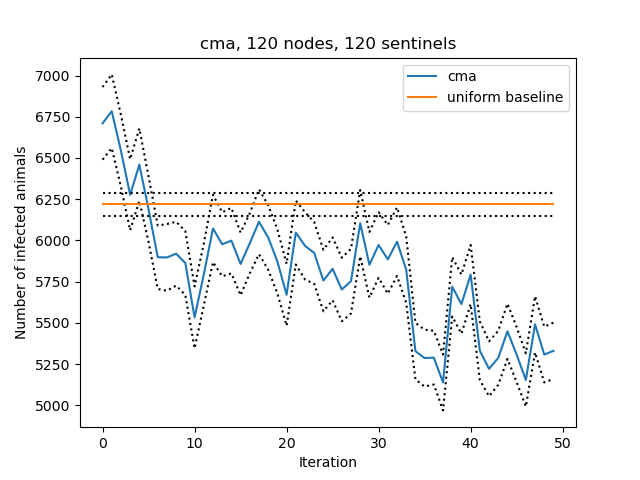 cma, 120 nodes, 120 sentinels
cma
uniform baseline
Number of infected animals
7000
6750
6500
6250
6000
5750
5500
5250
5000
0 10 20 30 40 50
Iteration